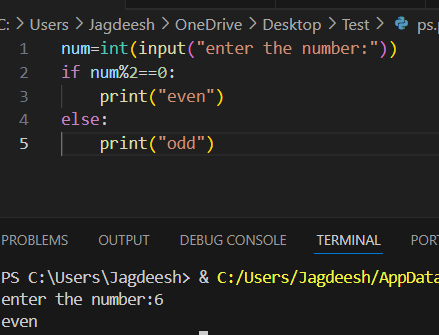 C: > Users > Jagdeesh > OneDrive > Desktop > Test > ps.p
1 num=int(input("enter the number:"))
2 if num%2==0:
3     print("even")
4 else:
5     print("odd")
PROBLEMS OUTPUT DEBUG CONSOLE TERMINAL POR
PS C:\Users\Jagdeesh> & C:/Users/Jagdeesh/AppData
enter the number:6
even